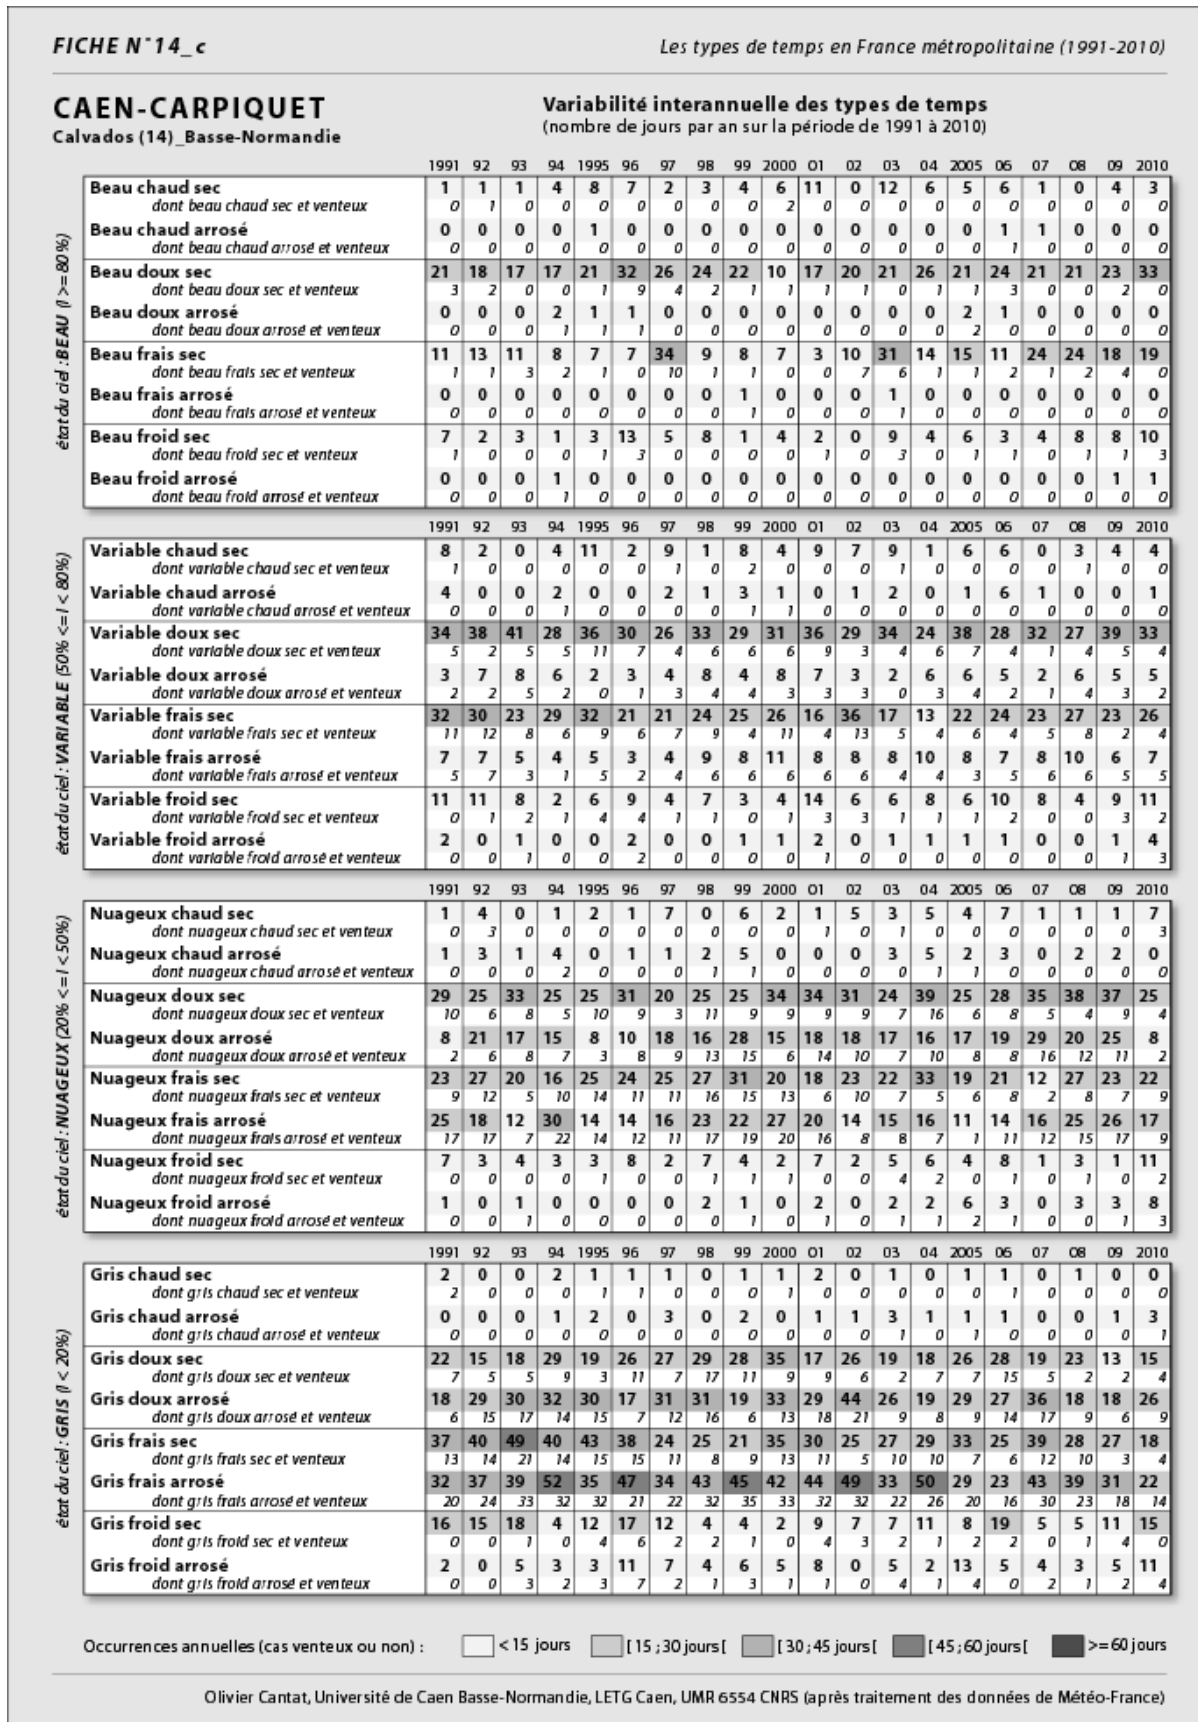 FICHE N°14_c
Les types de temps en France métropolitaine (1991-2010)
CAEN-CARPIQUET
Calvados (14)_Basse-Normandie
Variabilité interannuelle des types de temps
(nombre de jours par an sur la période de 1991 à 2010)
état du ciel : BEAU (I >= 80%)
1991 92 93 94 1995 96 97 98 99 2000 01 02 03 04 2005 06 07 08 09 2010
Beau chaud sec 1 1 1 4 8 7 2 3 4 6 11 0 12 6 5 6 1 0 4 3
dont beau chaud sec et venteux 0 1 0 0 0 0 0 0 0 2 0 0 0 0 0 0 0 0 0 0
Beau chaud arrosé 0 0 0 0 1 0 0 0 0 0 0 0 0 0 0 1 1 0 0 0
dont beau chaud arrosé et venteux 0 0 0 0 0 0 0 0 0 0 0 0 0 0 0 1 0 0 0 0
Beau doux sec 21 18 17 17 21 32 26 24 22 10 17 20 21 26 21 24 21 21 23 33
dont beau doux sec et venteux 3 2 0 0 1 9 4 2 1 1 1 1 0 1 1 3 0 0 2 0
Beau doux arrosé 0 0 0 2 1 1 0 0 0 0 0 0 0 0 2 1 0 0 0 0
dont beau doux arrosé et venteux 0 0 0 1 1 1 0 0 0 0 0 0 0 0 2 0 0 0 0 0
Beau frais sec 11 13 11 8 7 7 34 9 8 7 3 10 31 14 15 11 24 24 18 19
dont beau frais sec et venteux 1 1 3 2 1 0 10 1 1 0 0 7 6 1 1 2 1 2 4 0
Beau frais arrosé 0 0 0 0 0 0 0 0 1 0 0 0 1 0 0 0 0 0 0 0
dont beau frais arrosé et venteux 0 0 0 0 0 0 0 0 1 0 0 0 1 0 0 0 0 0 0 0
Beau froid sec 7 2 3 1 3 13 5 8 1 4 2 0 9 4 6 3 4 8 8 10
dont beau froid sec et venteux 1 0 0 0 1 3 0 0 0 0 1 0 3 0 1 1 0 1 1 3
Beau froid arrosé 0 0 0 1 0 0 0 0 0 0 0 0 0 0 0 0 0 0 1 1
dont beau froid arrosé et venteux 0 0 0 1 0 0 0 0 0 0 0 0 0 0 0 0 0 0 0 0
état du ciel : VARIABLE (50% <= I < 80%)
1991 92 93 94 1995 96 97 98 99 2000 01 02 03 04 2005 06 07 08 09 2010
Variable chaud sec 8 2 0 4 11 2 9 1 8 4 9 7 9 1 6 6 0 3 4 4
dont variable chaud sec et venteux 1 0 0 0 0 0 1 0 2 0 0 0 1 0 0 0 0 1 0 0
Variable chaud arrosé 4 0 0 2 0 0 2 1 3 1 0 1 2 0 1 6 1 0 0 1
dont variable chaud arrosé et venteux 0 0 0 1 0 0 0 0 1 1 0 0 0 0 0 0 0 0 0 0
Variable doux sec 34 38 41 28 36 30 26 33 29 31 36 29 34 24 38 28 32 27 39 33
dont variable doux sec et venteux 5 2 5 5 11 7 4 6 6 6 9 3 4 6 7 4 1 4 5 4
Variable doux arrosé 3 7 8 6 2 3 4 8 4 8 7 3 2 6 6 5 2 6 5 5
dont variable doux arrosé et venteux 2 2 5 2 0 1 3 4 4 3 3 3 0 3 4 2 1 4 3 2
Variable frais sec 32 30 23 29 32 21 21 24 25 26 16 36 17 13 22 24 23 27 23 26
dont variable frais sec et venteux 11 12 8 6 9 6 7 9 4 11 4 13 5 4 6 4 5 8 2 4
Variable frais arrosé 7 7 5 4 5 3 4 9 8 11 8 8 8 10 8 7 8 10 6 7
dont variable frais arrosé et venteux 5 7 3 1 5 2 4 6 6 6 6 6 4 4 3 5 6 6 5 5
Variable froid sec 11 11 8 2 6 9 4 7 3 4 14 6 6 8 6 10 8 4 9 11
dont variable froid sec et venteux 0 1 2 1 4 4 1 1 0 1 3 3 1 1 1 2 0 0 3 2
Variable froid arrosé 2 0 1 0 0 2 0 0 1 1 2 0 1 1 1 1 0 0 1 4
dont variable froid arrosé et venteux 0 0 1 0 0 2 0 0 0 0 1 0 0 0 0 0 0 0 1 3
état du ciel : NUAGEUX (20% <= I < 50%)
1991 92 93 94 1995 96 97 98 99 2000 01 02 03 04 2005 06 07 08 09 2010
Nuageux chaud sec 1 4 0 1 2 1 7 0 6 2 1 5 3 5 4 7 1 1 1 7
dont nuageux chaud sec et venteux 0 3 0 0 0 0 0 0 0 0 1 0 1 0 0 0 0 0 0 3
Nuageux chaud arrosé 1 3 1 4 0 1 1 2 5 0 0 0 3 5 2 3 0 2 2 0
dont nuageux chaud arrosé et venteux 0 0 0 2 0 0 0 1 1 0 0 0 0 1 1 0 0 0 0 0
Nuageux doux sec 29 25 33 25 25 31 20 25 25 34 34 31 24 39 25 28 35 38 37 25
dont nuageux doux sec et venteux 10 6 8 5 10 9 3 11 9 9 9 9 7 16 6 8 5 4 9 4
Nuageux doux arrosé 8 21 17 15 8 10 18 16 28 15 18 18 17 16 17 19 29 20 25 8
dont nuageux doux arrosé et venteux 2 6 8 7 3 8 9 13 15 6 14 10 7 10 8 8 16 12 11 2
Nuageux frais sec 23 27 20 16 25 24 25 27 31 20 18 23 22 33 19 21 12 27 23 22
dont nuageux frais sec et venteux 9 12 5 10 14 11 11 16 15 13 6 10 7 5 6 8 2 8 7 9
Nuageux frais arrosé 25 18 12 30 14 14 16 23 22 27 20 14 15 16 11 14 16 25 26 17
dont nuageux frais arrosé et venteux 17 17 7 22 14 12 11 17 19 20 16 8 8 7 1 11 12 15 17 9
Nuageux froid sec 7 3 4 3 3 8 2 7 4 2 7 2 5 6 4 8 1 3 1 11
dont nuageux froid sec et venteux 0 0 0 0 1 0 0 1 1 1 0 0 4 2 0 1 0 1 0 2
Nuageux froid arrosé 1 0 1 0 0 0 0 2 1 0 2 0 2 2 6 3 0 3 3 8
dont nuageux froid arrosé et venteux 0 0 1 0 0 0 0 0 1 0 1 0 1 1 2 1 0 0 1 3
état du ciel : GRIS (I < 20%)
1991 92 93 94 1995 96 97 98 99 2000 01 02 03 04 2005 06 07 08 09 2010
Gris chaud sec 2 0 0 2 1 1 1 0 1 1 2 0 1 0 1 1 0 1 0 0
dont gris chaud sec et venteux 2 0 0 0 1 1 0 0 0 1 0 0 0 0 0 1 0 0 0 0
Gris chaud arrosé 0 0 0 1 2 0 3 0 2 0 1 1 3 1 1 1 0 0 1 3
dont gris chaud arrosé et venteux 0 0 0 0 0 0 0 0 0 0 0 0 1 0 1 0 0 0 0 1
Gris doux sec 22 15 18 29 19 26 27 29 28 35 17 26 19 18 26 28 19 23 13 15
dont gris doux sec et venteux 7 5 5 9 3 11 7 17 11 9 9 6 2 7 7 15 5 2 2 4
Gris doux arrosé 18 29 30 32 30 17 31 31 19 33 29 44 26 19 29 27 36 18 18 26
dont gris doux arrosé et venteux 6 15 17 14 15 7 12 16 6 13 18 21 9 8 9 14 17 9 6 9
Gris frais sec 37 40 49 40 43 38 24 25 21 35 30 25 27 29 33 25 39 28 27 18
dont gris frais sec et venteux 13 14 21 14 15 15 11 8 9 13 11 5 10 10 7 6 12 10 3 4
Gris frais arrosé 32 37 39 52 35 47 34 43 45 42 44 49 33 50 29 23 43 39 31 22
dont gris frais arrosé et venteux 20 24 33 32 32 21 22 32 35 33 32 32 22 26 20 16 30 23 18 14
Gris froid sec 16 15 18 4 12 17 12 4 4 2 9 7 7 11 8 19 5 5 11 15
dont gris froid sec et venteux 0 0 1 0 4 6 2 2 1 0 4 3 2 1 2 2 0 1 4 0
Gris froid arrosé 2 0 5 3 3 11 7 4 6 5 8 0 5 2 13 5 4 3 5 11
dont gris froid arrosé et venteux 0 0 3 2 3 7 2 1 3 1 1 0 4 1 4 0 2 1 2 4
Occurrences annuelles (cas venteux ou non) : < 15 jours [15 ; 30 jours[ [30 ; 45 jours[ [45 ; 60 jours[ >= 60 jours
Olivier Cantat, Université de Caen Basse-Normandie, LETG Caen, UMR 6554 CNRS (après traitement des données de Météo-France)